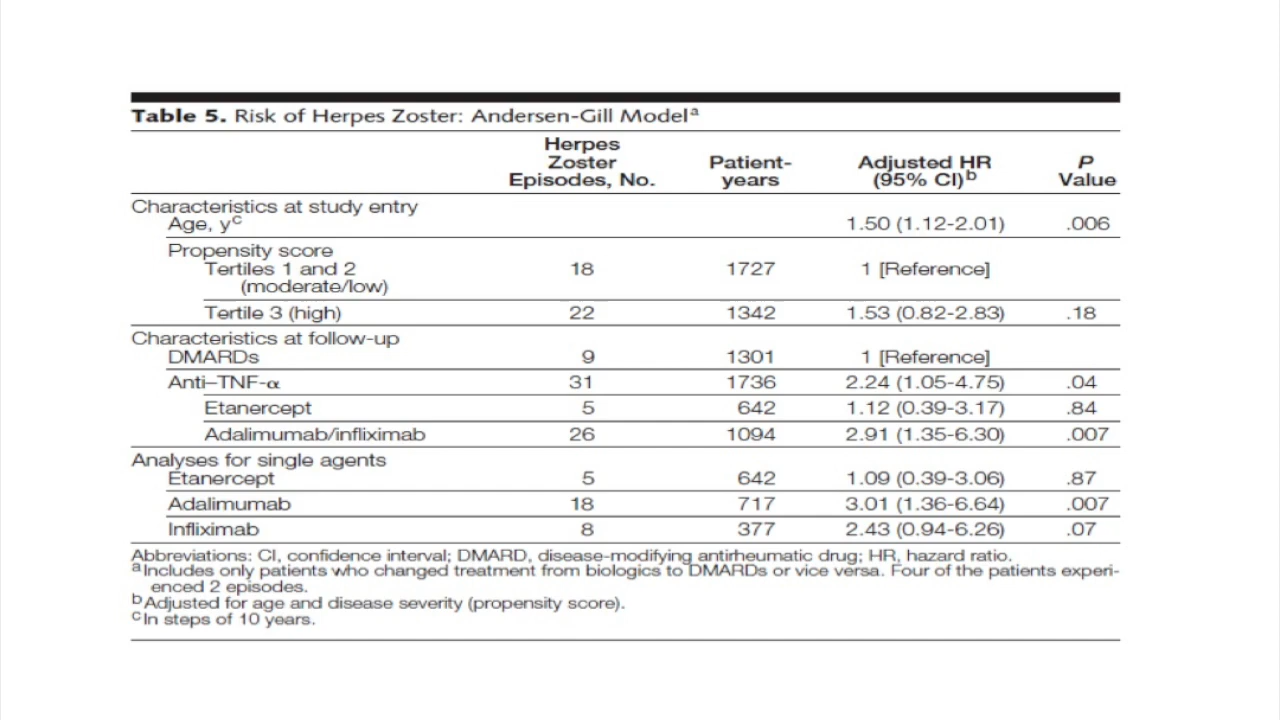 Table 5. Risk of Herpes Zoster: Andersen-Gill Modelᵃ
Herpes
Zoster Patient- Adjusted HR P
Episodes, No. years (95% CI)ᵇ Value
Characteristics at study entry
Age, yᶜ 1.50 (1.12-2.01) .006
Propensity score
Tertiles 1 and 2 18 1727 1 [Reference]
(moderate/low)
Tertile 3 (high) 22 1342 1.53 (0.82-2.83) .18
Characteristics at follow-up
DMARDs 9 1301 1 [Reference]
Anti–TNF-α 31 1736 2.24 (1.05-4.75) .04
Etanercept 5 642 1.12 (0.39-3.17) .84
Adalimumab/infliximab 26 1094 2.91 (1.35-6.30) .007
Analyses for single agents
Etanercept 5 642 1.09 (0.39-3.06) .87
Adalimumab 18 717 3.01 (1.36-6.64) .007
Infliximab 8 377 2.43 (0.94-6.26) .07
Abbreviations: CI, confidence interval; DMARD, disease-modifying antirheumatic drug; HR, hazard ratio.
ᵃIncludes only patients who changed treatment from biologics to DMARDs or vice versa. Four of the patients experi-
enced 2 episodes.
ᵇAdjusted for age and disease severity (propensity score).
ᶜIn steps of 10 years.